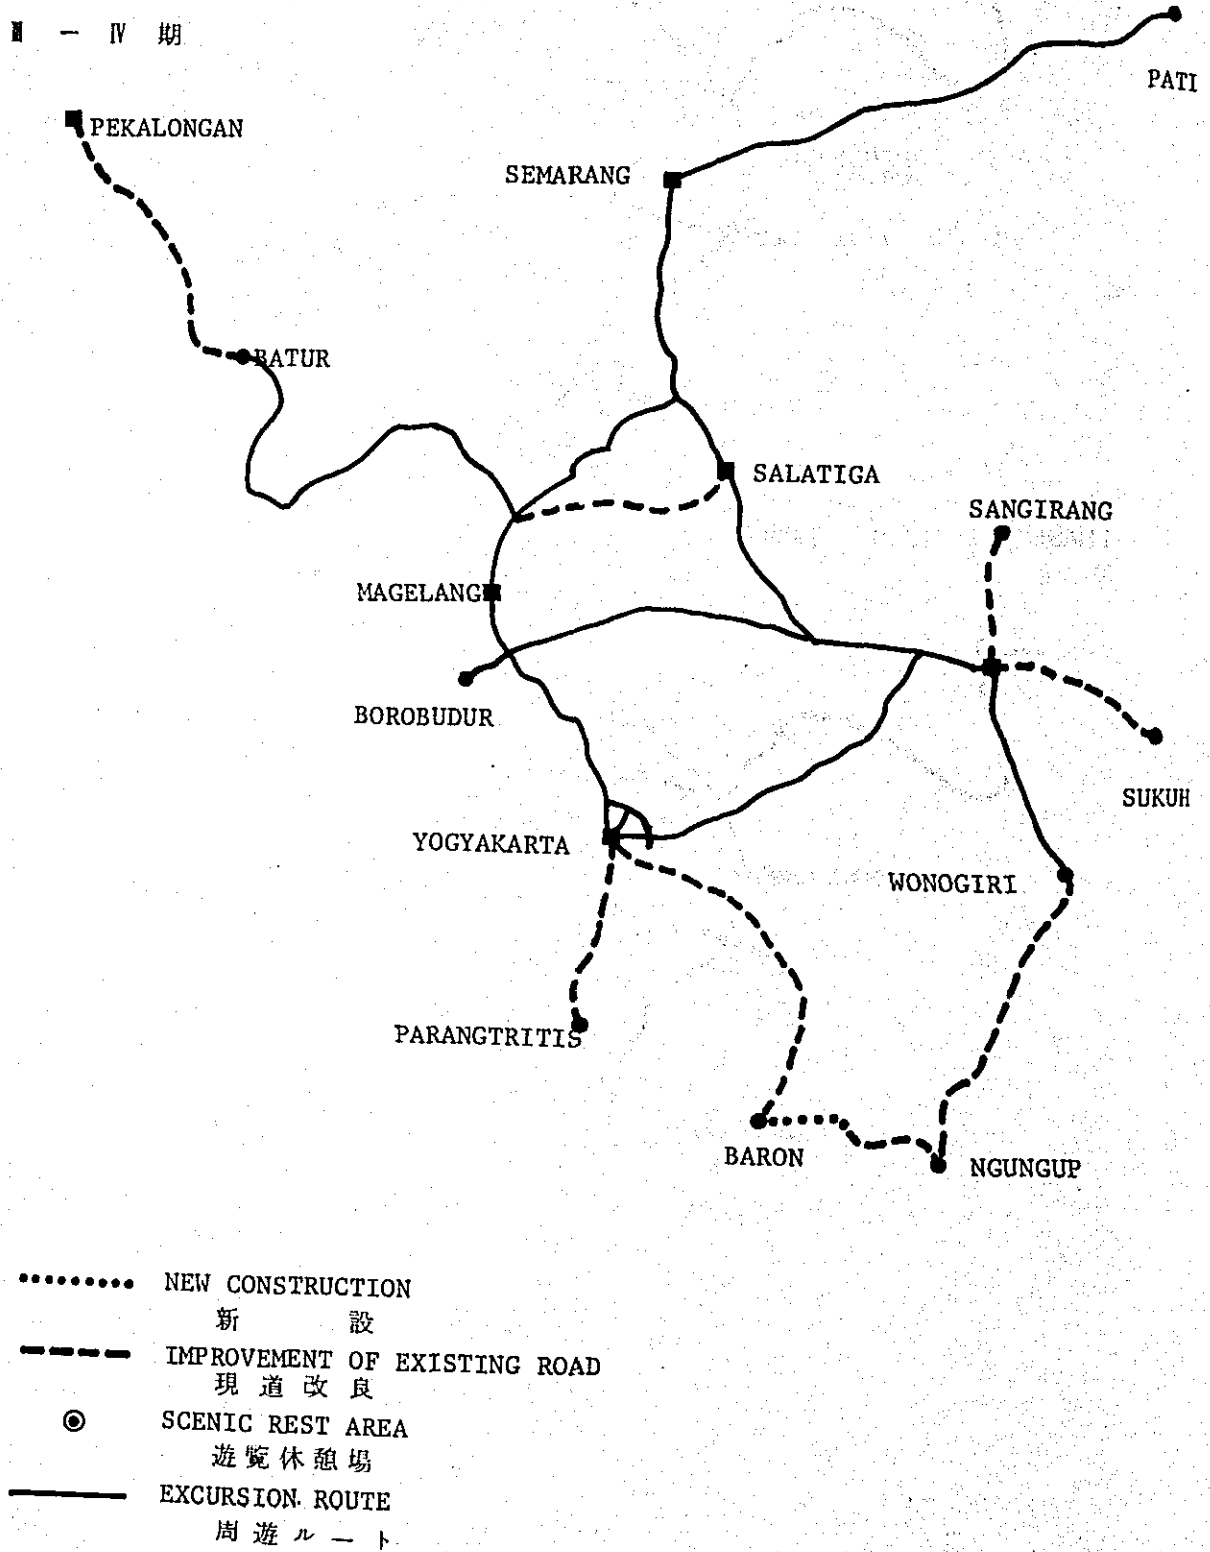 – Ⅳ 期
PATI
PEKALONGAN
SEMARANG
BATUR
SALATIGA
SANGIRANG
MAGELANG
BOROBUDUR
SUKUH
YOGYAKARTA
WONOGIRI
PARANGTRITIS
BARON
NGUNGUP
NEW CONSTRUCTION
新 設
IMPROVEMENT OF EXISTING ROAD
現道改良
SCENIC REST AREA
遊覧休憩場
EXCURSION ROUTE
周遊ルート